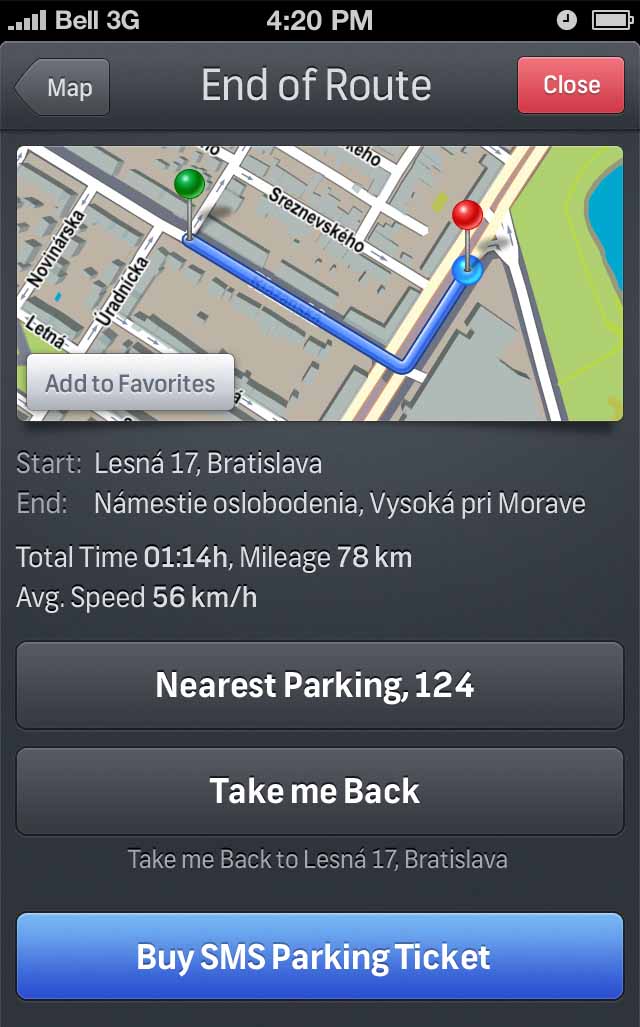 Bell 3G 4:20 PM
Map End of Route Close
Sreznevského
Novinárska
Úradnícka
Letná
Add to Favorites
Start: Lesná 17, Bratislava
End: Námestie oslobodenia, Vysoká pri Morave
Total Time 01:14h, Mileage 78 km
Avg. Speed 56 km/h
Nearest Parking, 124
Take me Back
Take me Back to Lesná 17, Bratislava
Buy SMS Parking Ticket